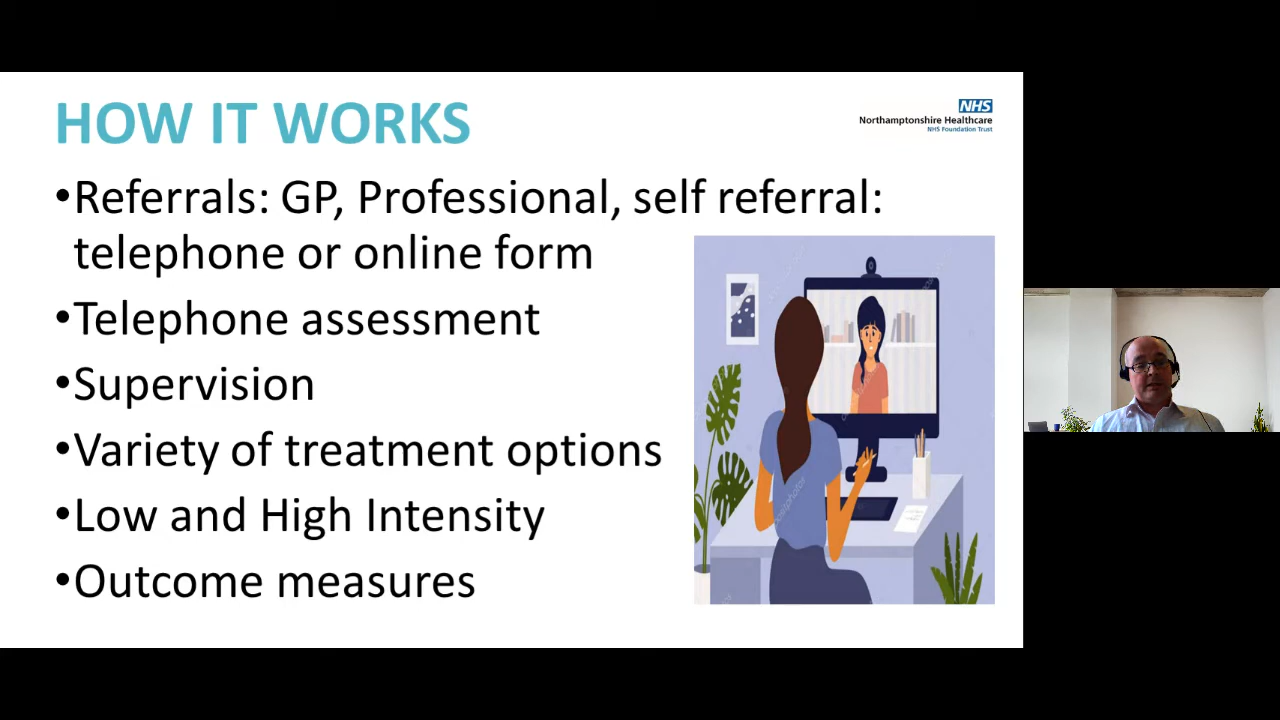 HOW IT WORKS
NHS
Northamptonshire Healthcare
NHS Foundation Trust
•Referrals: GP, Professional, self referral:
telephone or online form
•Telephone assessment
•Supervision
•Variety of treatment options
•Low and High Intensity
•Outcome measures